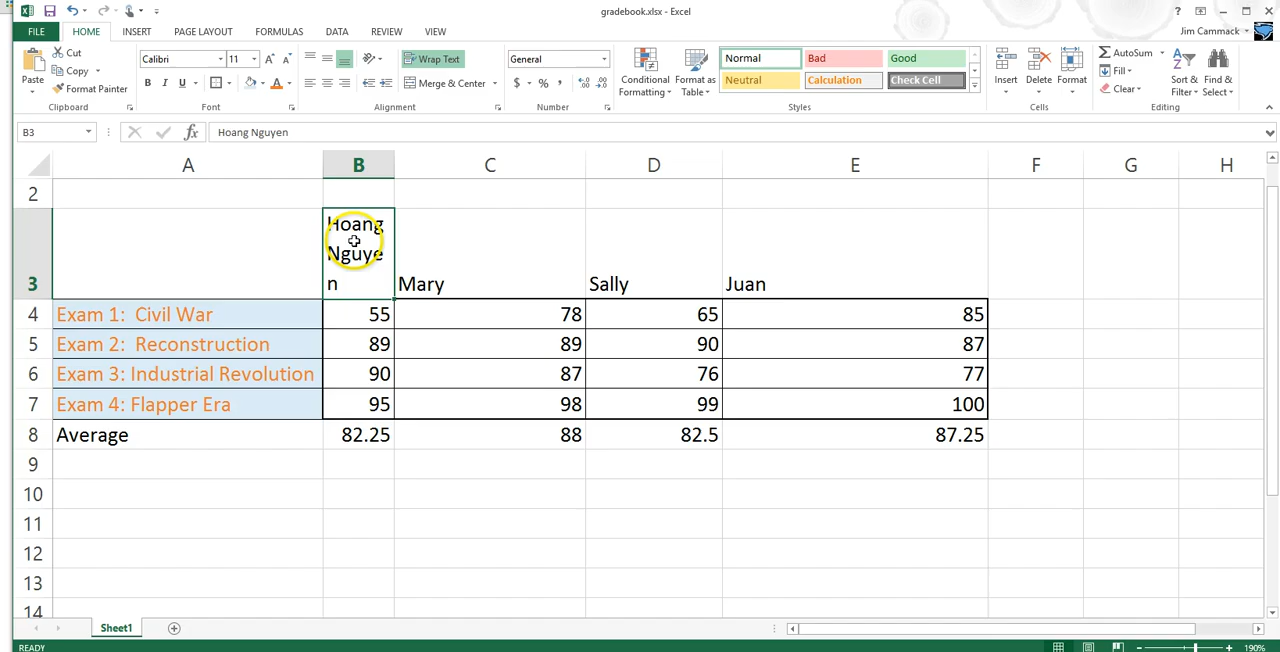 gradebook.xlsx - Excel
FILE HOME INSERT PAGE LAYOUT FORMULAS DATA REVIEW VIEW Jim Cammack
Paste
Cut
Copy
Format Painter
Clipboard
Calibri 11
B I U
Font
Wrap Text
Merge & Center
Alignment
General
$ % ,
Number
Conditional Formatting
Format as Table
Normal Bad Good
Neutral Calculation Check Cell
Styles
Insert Delete Format
Cells
AutoSum
Fill
Clear
Sort & Filter
Find & Select
Editing
B3 fx Hoang Nguyen
A B C D E F G H
2
3 Hoang Nguyen Mary Sally Juan
4 Exam 1: Civil War 55 78 65 85
5 Exam 2: Reconstruction 89 89 90 87
6 Exam 3: Industrial Revolution 90 87 76 77
7 Exam 4: Flapper Era 95 98 99 100
8 Average 82.25 88 82.5 87.25
9
10
11
12
13
14
Sheet1
READY 190%